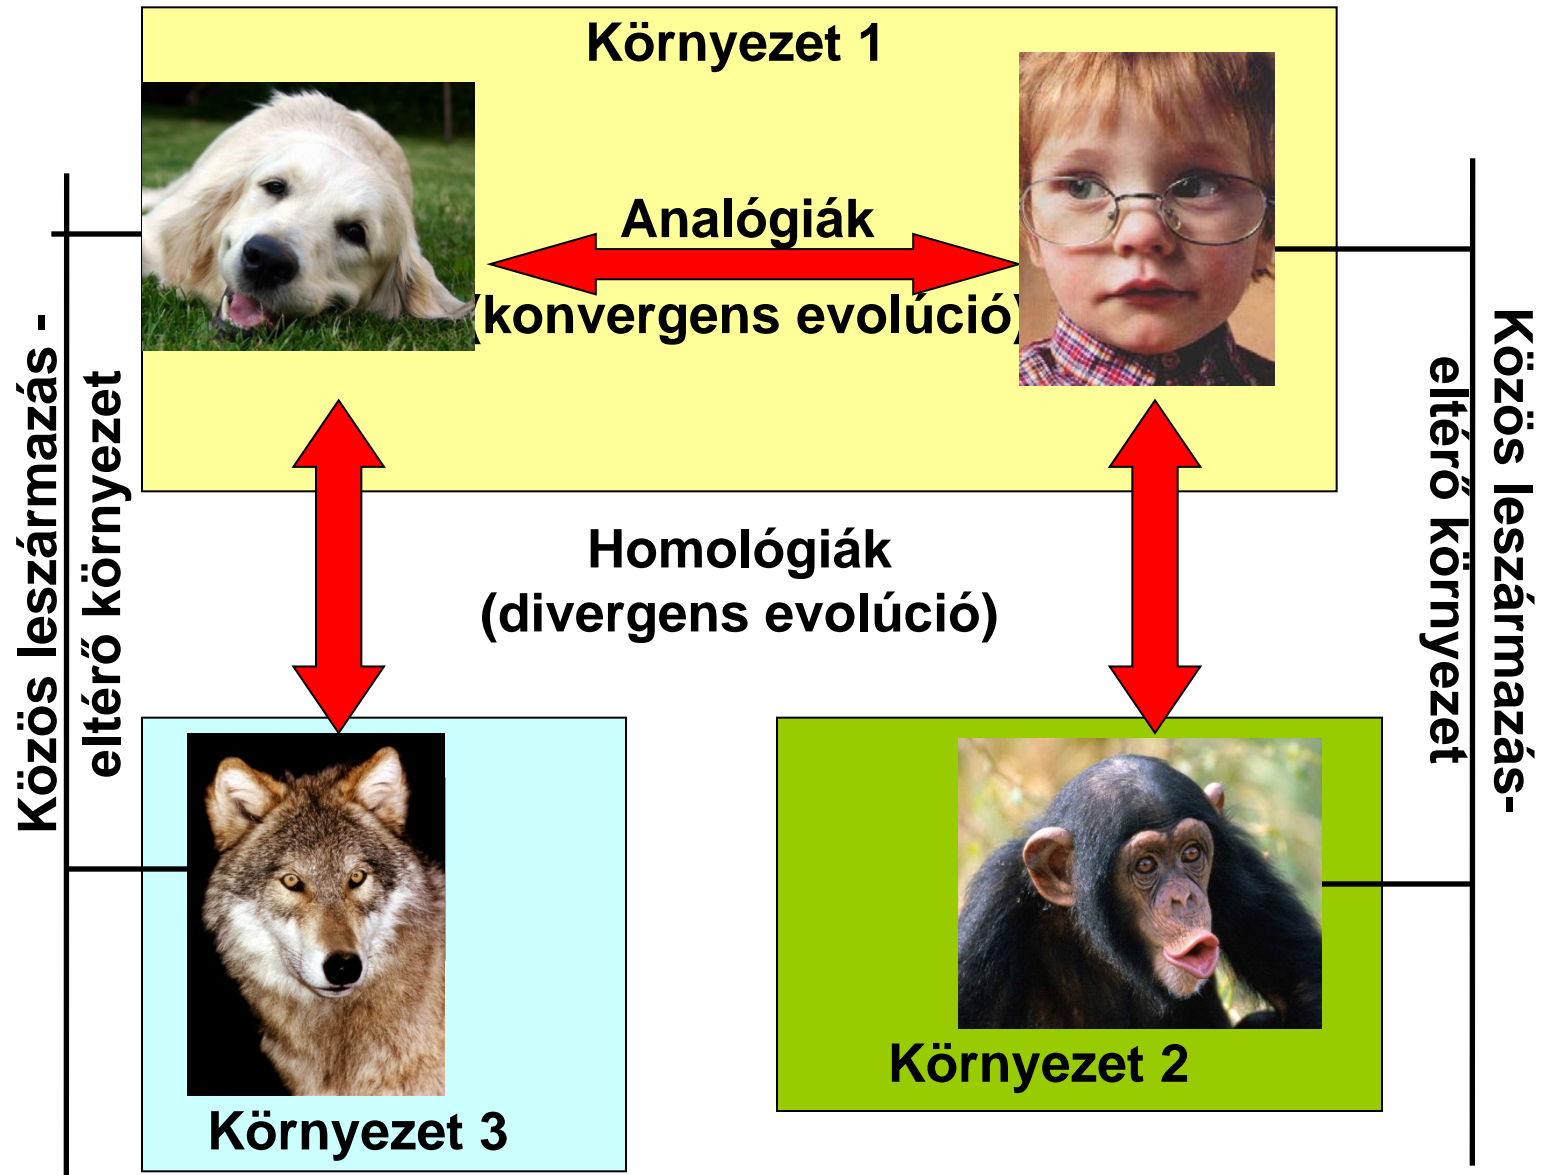 Környezet 1
Analógiák
(konvergens evolúció)
Közös leszármazás -
eltérő környezet
Közös leszármazás-
eltérő környezet
Homológiák
(divergens evolúció)
Környezet 3
Környezet 2